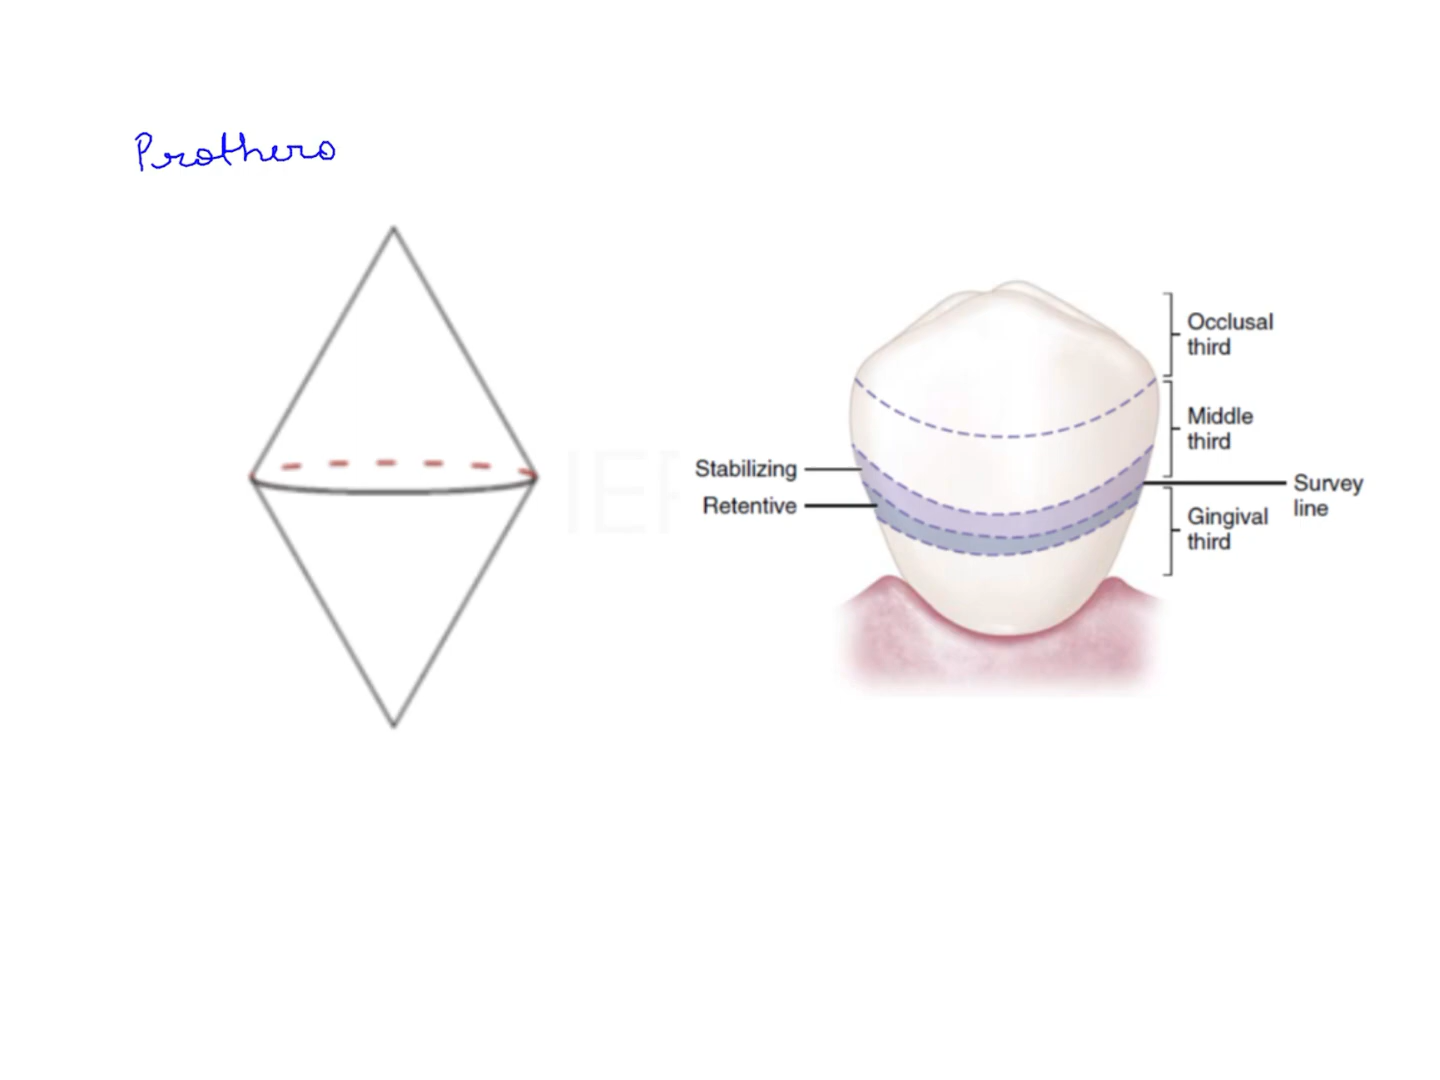 Prothero
Occlusal
third
Middle
third
Stabilizing
Retentive
Survey
line
Gingival
third